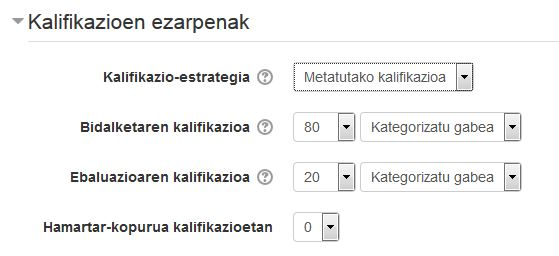 Kalifikazioen ezarpenak
Kalifikazio-estrategia ? Metatutako kalifikazioa
Bidalketaren kalifikazioa ? 80 Kategorizatu gabea
Ebaluazioaren kalifikazioa ? 20 Kategorizatu gabea
Hamartar-kopurua kalifikazioetan 0